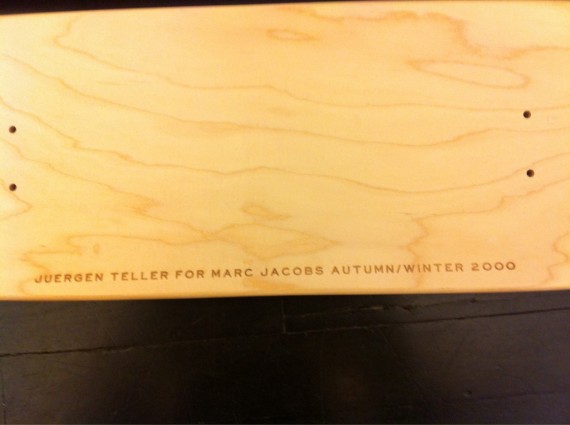 JUERGEN TELLER FOR MARC JACOBS AUTUMN/WINTER 2000